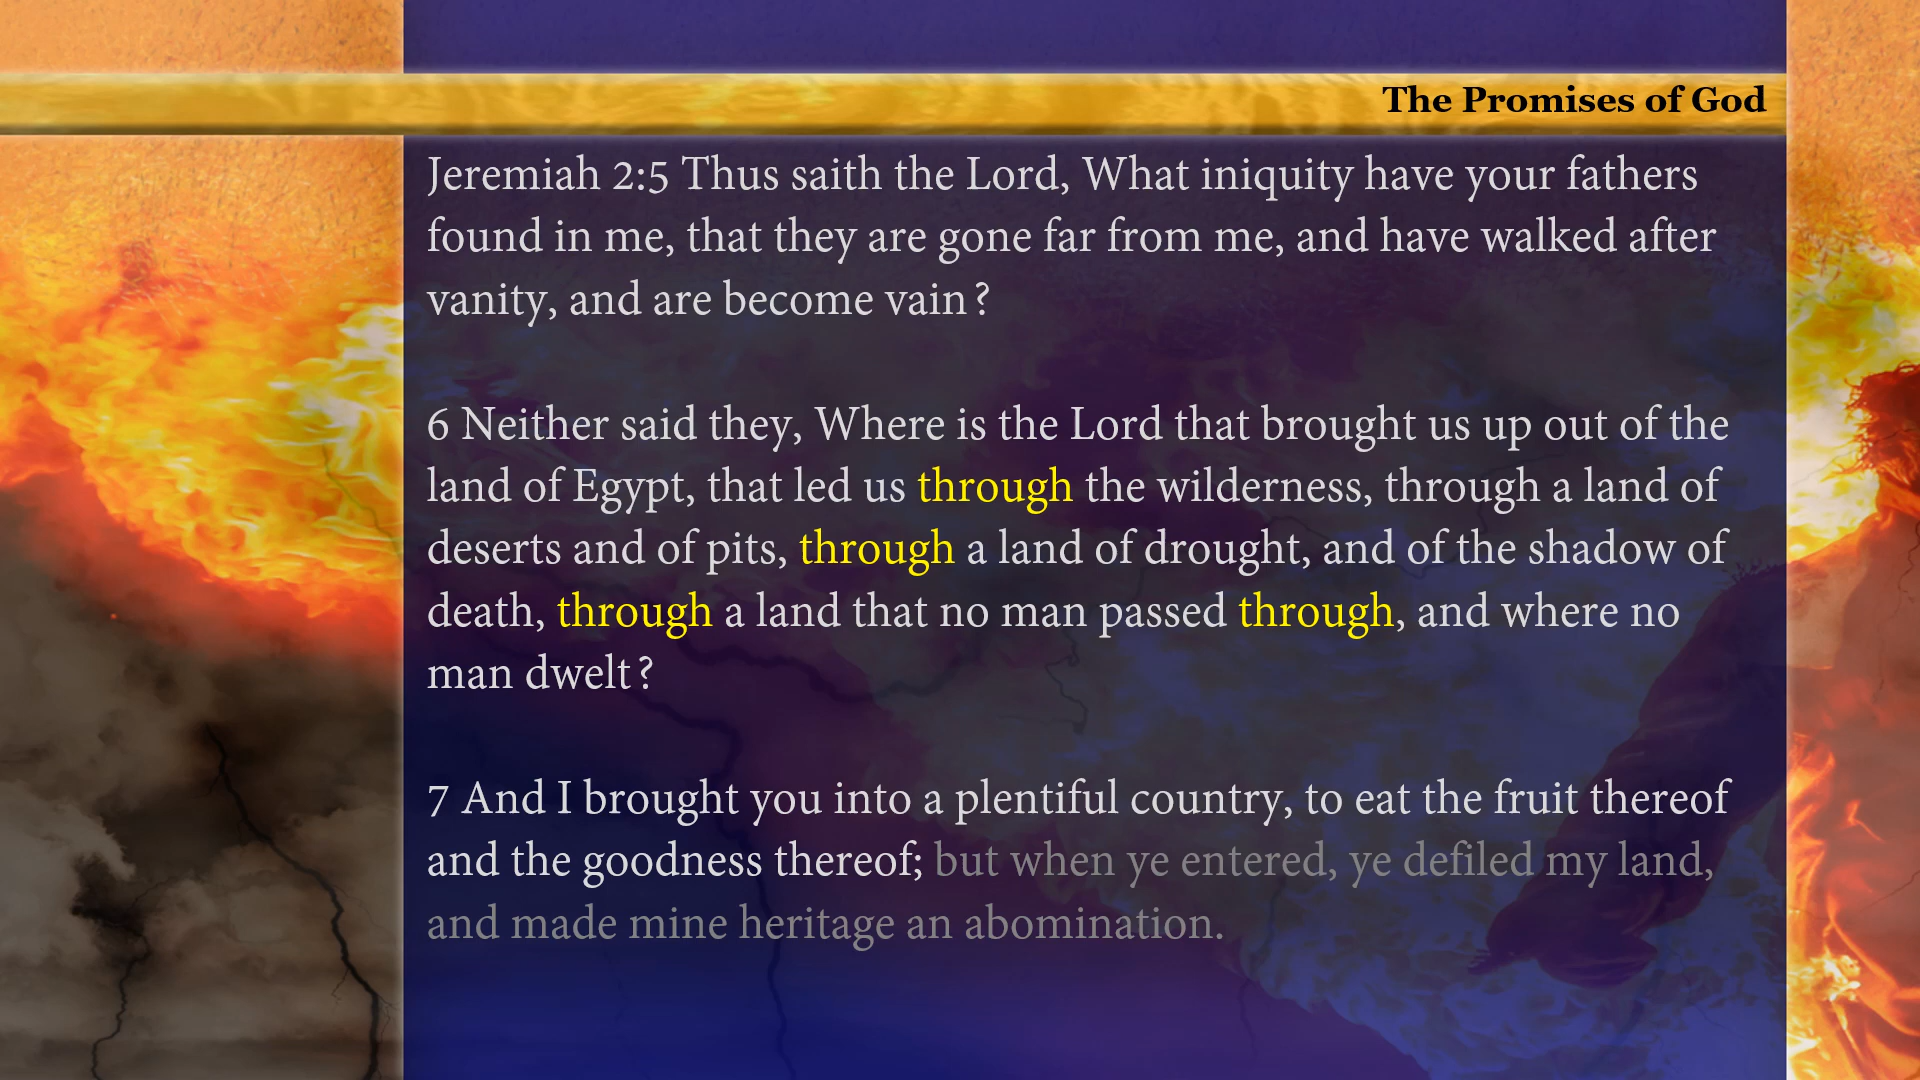 The Promises of God
Jeremiah 2:5 Thus saith the Lord, What iniquity have your fathers
found in me, that they are gone far from me, and have walked after
vanity, and are become vain?
6 Neither said they, Where is the Lord that brought us up out of the
land of Egypt, that led us through the wilderness, through a land of
deserts and of pits, through a land of drought, and of the shadow of
death, through a land that no man passed through, and where no
man dwelt?
7 And I brought you into a plentiful country, to eat the fruit thereof
and the goodness thereof; but when ye entered, ye defiled my land,
and made mine heritage an abomination.